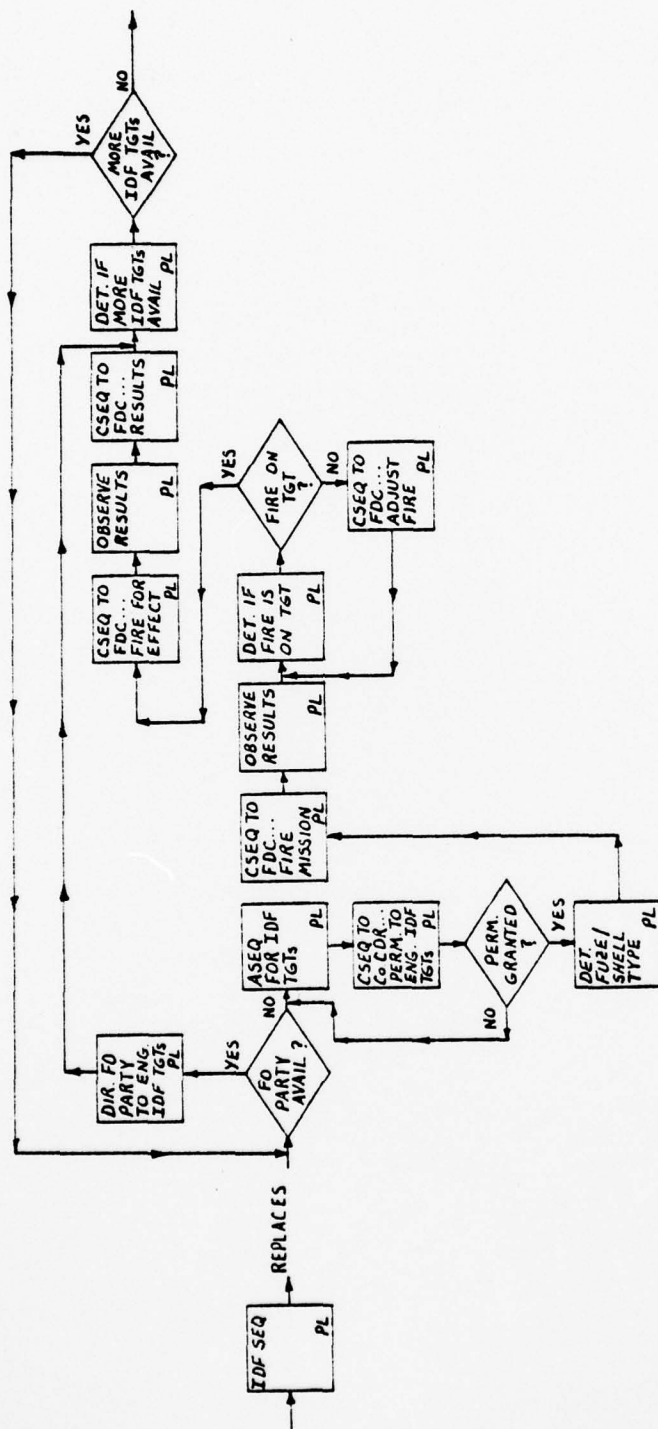 IDF SEQ
PL
REPLACES
FO
PARTY
AVAIL ?
YES
DIR. FO
PARTY
TO ENG.
IDF TGTs
PL
NO
ASEQ
FOR IDF
TGTs
PL
CSEQ TO
Co CDR...
PERM. TO
ENG. IDF
TGTs PL
PERM.
GRANTED
?
NO
YES
DET.
FUZE/
SHELL
TYPE
PL
CSEQ TO
FDC...
FIRE
MISSION
PL
OBSERVE
RESULTS
PL
DET. IF
FIRE IS
ON TGT
PL
FIRE ON
TGT
?
YES
NO
CSEQ TO
FDC...
ADJUST
FIRE
PL
CSEQ TO
FDC...
FIRE FOR
EFFECT
PL
OBSERVE
RESULTS
PL
CSEQ TO
FDC...
RESULTS
PL
DET. IF
MORE
IDF TGTs
AVAIL
PL
MORE
IDF TGTs
AVAIL
?
YES
NO